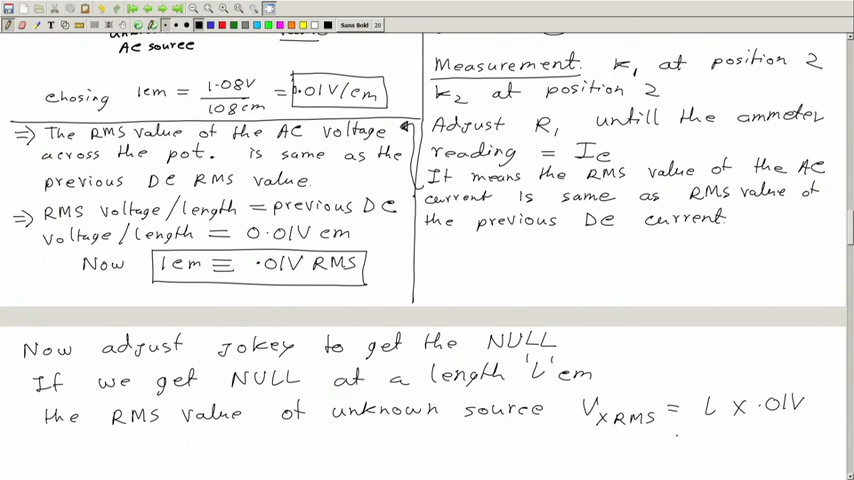 Sans Bold 20
AC source
chosing 1cm = 1.08V / 108cm = 0.01V/cm
⇒ The RMS value of the AC voltage
across the pot. is same as the
previous DC RMS value.
⇒ RMS voltage/length = previous DC
voltage/length = 0.01V cm
Now 1cm ≡ .01V RMS
Measurement: K1 at position 2
K2 at position 2
Adjust R, untill the ammeter
reading = Ic
It means the RMS value of the AC
current is same as RMS value of
the previous DC current.
Now adjust jokey to get the NULL
If we get NULL at a length 'L' cm
the RMS value of unknown source VXRMS = L x .01V